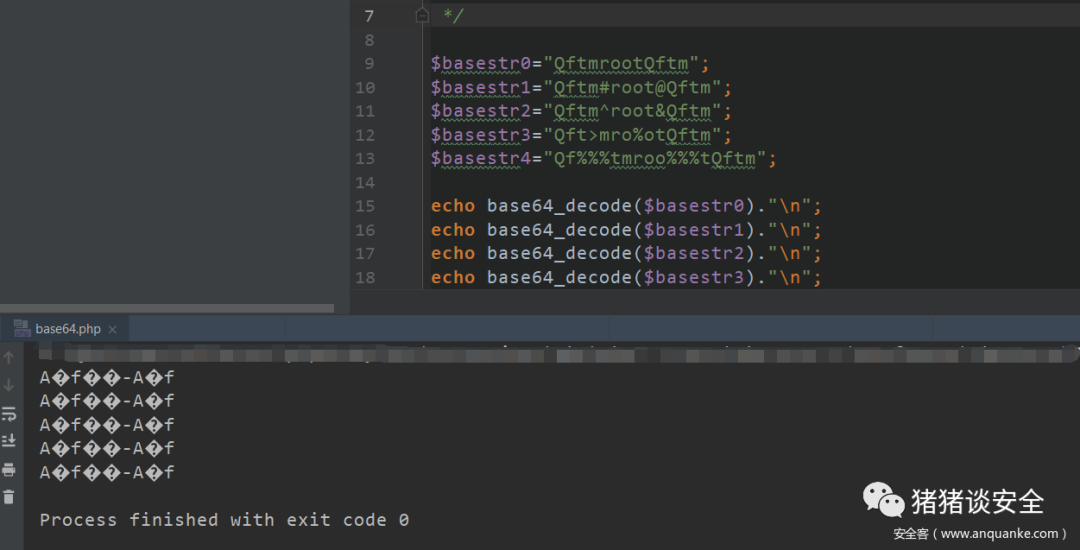 7 */
8
9 $basestr0="QftmrootQftm";
10 $basestr1="Qftm#root@Qftm";
11 $basestr2="Qftm^root&Qftm";
12 $basestr3="Qft>mro%otQftm";
13 $basestr4="Qf%%%tmroo%%%tQftm";
14
15 echo base64_decode($basestr0)."\n";
16 echo base64_decode($basestr1)."\n";
17 echo base64_decode($basestr2)."\n";
18 echo base64_decode($basestr3)."\n";
base64.php ×
A�f��-A�f
A�f��-A�f
A�f��-A�f
A�f��-A�f
A�f��-A�f
Process finished with exit code 0
猪猪谈安全
安全客（www.anquanke.com）